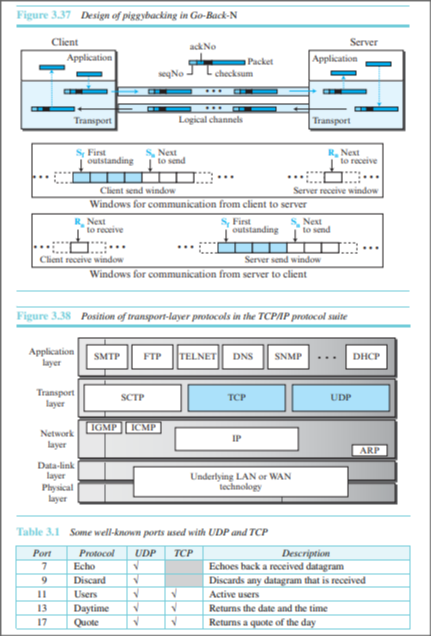 Figure 3.37 Design of piggybacking in Go-Back-N
Client
Server
Application
ackNo
Packet
seqNo
checksum
Application
Transport
Logical channels
Transport
Sf First outstanding
Sn Next to send
Rn Next to receive
Client send window
Server receive window
Windows for communication from client to server
Rn Next to receive
Sf First outstanding
Sn Next to send
Client receive window
Server send window
Windows for communication from server to client
Figure 3.38 Position of transport-layer protocols in the TCP/IP protocol suite
Application layer
SMTP FTP TELNET DNS SNMP ... DHCP
Transport layer
SCTP TCP UDP
Network layer
IGMP ICMP
IP
ARP
Data-link layer
Physical layer
Underlying LAN or WAN technology
Table 3.1 Some well-known ports used with UDP and TCP
Port Protocol UDP TCP Description
7 Echo √ Echoes back a received datagram
9 Discard √ Discards any datagram that is received
11 Users √ √ Active users
13 Daytime √ √ Returns the date and the time
17 Quote √ √ Returns a quote of the day